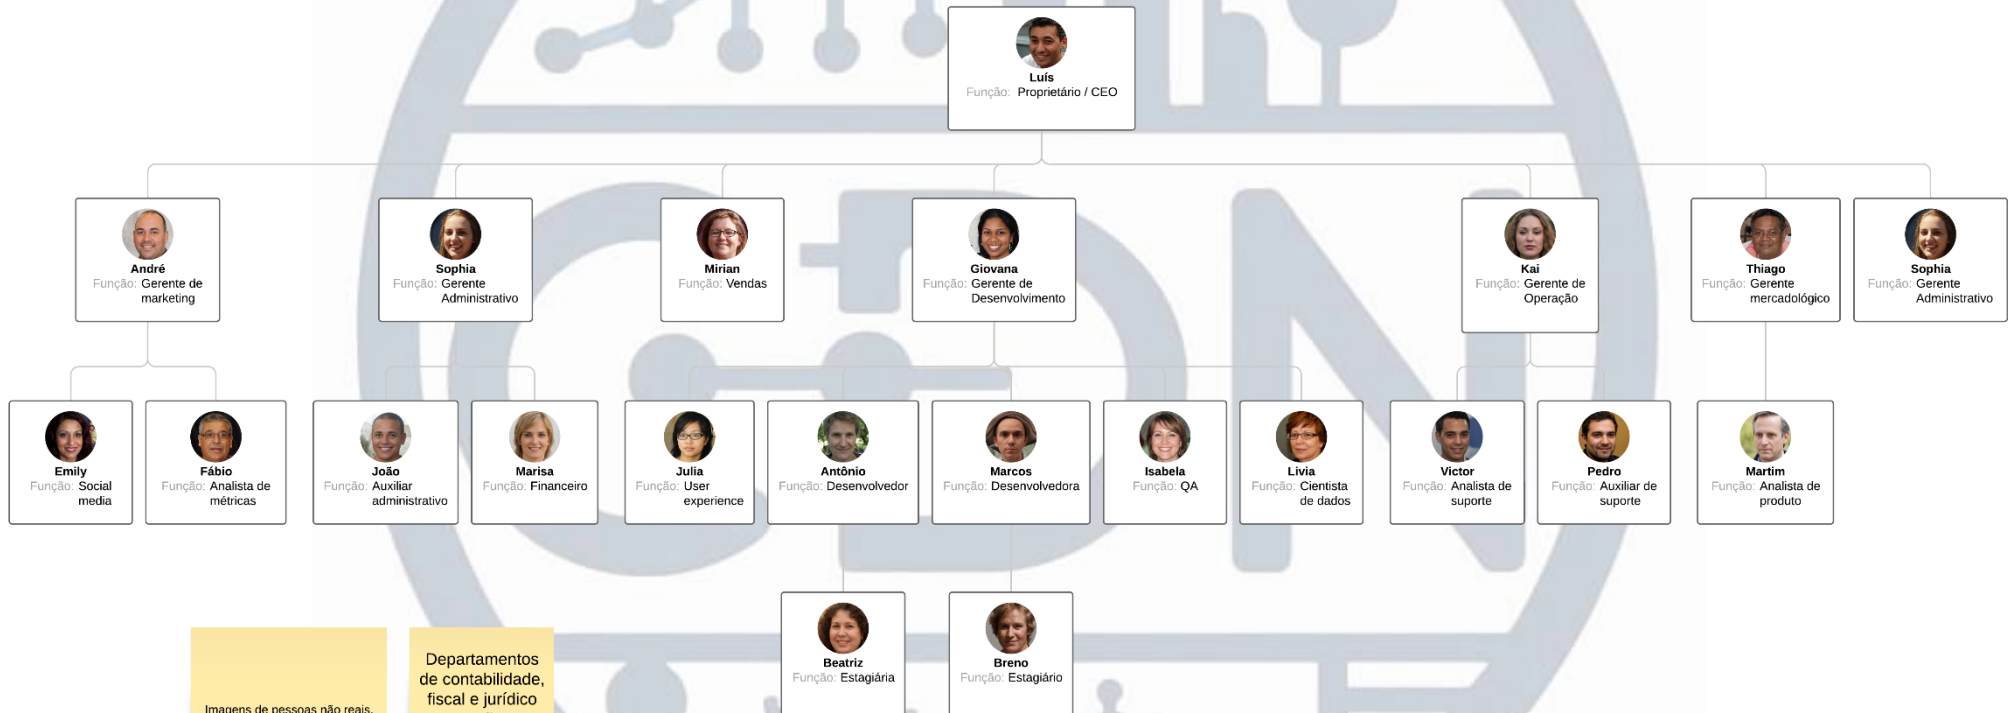 Luís
Função: Proprietário / CEO
André
Função: Gerente de
marketing
Sophia
Função: Gerente
Administrativo
Mirian
Função: Vendas
Giovana
Função: Gerente de
Desenvolvimento
Kai
Função: Gerente de
Operação
Thiago
Função: Gerente
mercadológico
Sophia
Função: Gerente
Administrativo
Emily
Função: Social
media
Fábio
Função: Analista de
métricas
João
Função: Auxiliar
administrativo
Marisa
Função: Financeiro
Julia
Função: User
experience
Antônio
Função: Desenvolvedor
Marcos
Função: Desenvolvedora
Isabela
Função: QA
Livia
Função: Cientista
de dados
Victor
Função: Analista de
suporte
Pedro
Função: Auxiliar de
suporte
Martim
Função: Analista de
produto
Beatriz
Função: Estagiária
Breno
Função: Estagiário
Imagens de pessoas não reais.
Departamentos
de contabilidade,
fiscal e jurídico
GDN